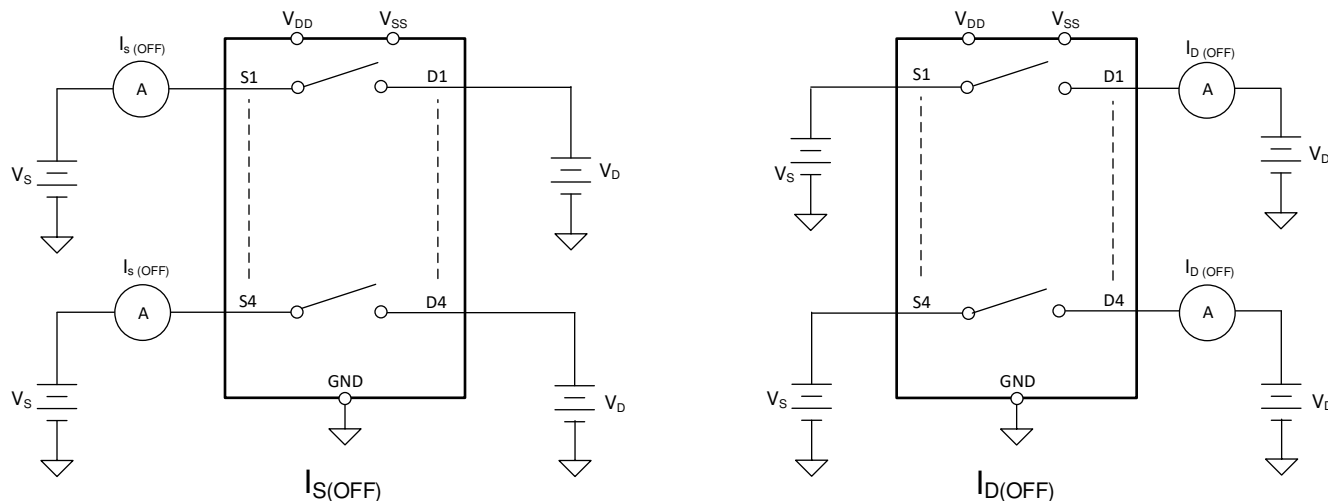 VDD VSS
Is (OFF)
A
S1 D1
VS
VD
Is (OFF)
A
S4 D4
VS
VD
GND
IS(OFF)
VDD VSS
ID (OFF)
S1 D1
A
VS
VD
ID (OFF)
S4 D4
A
VS
VD
GND
ID(OFF)